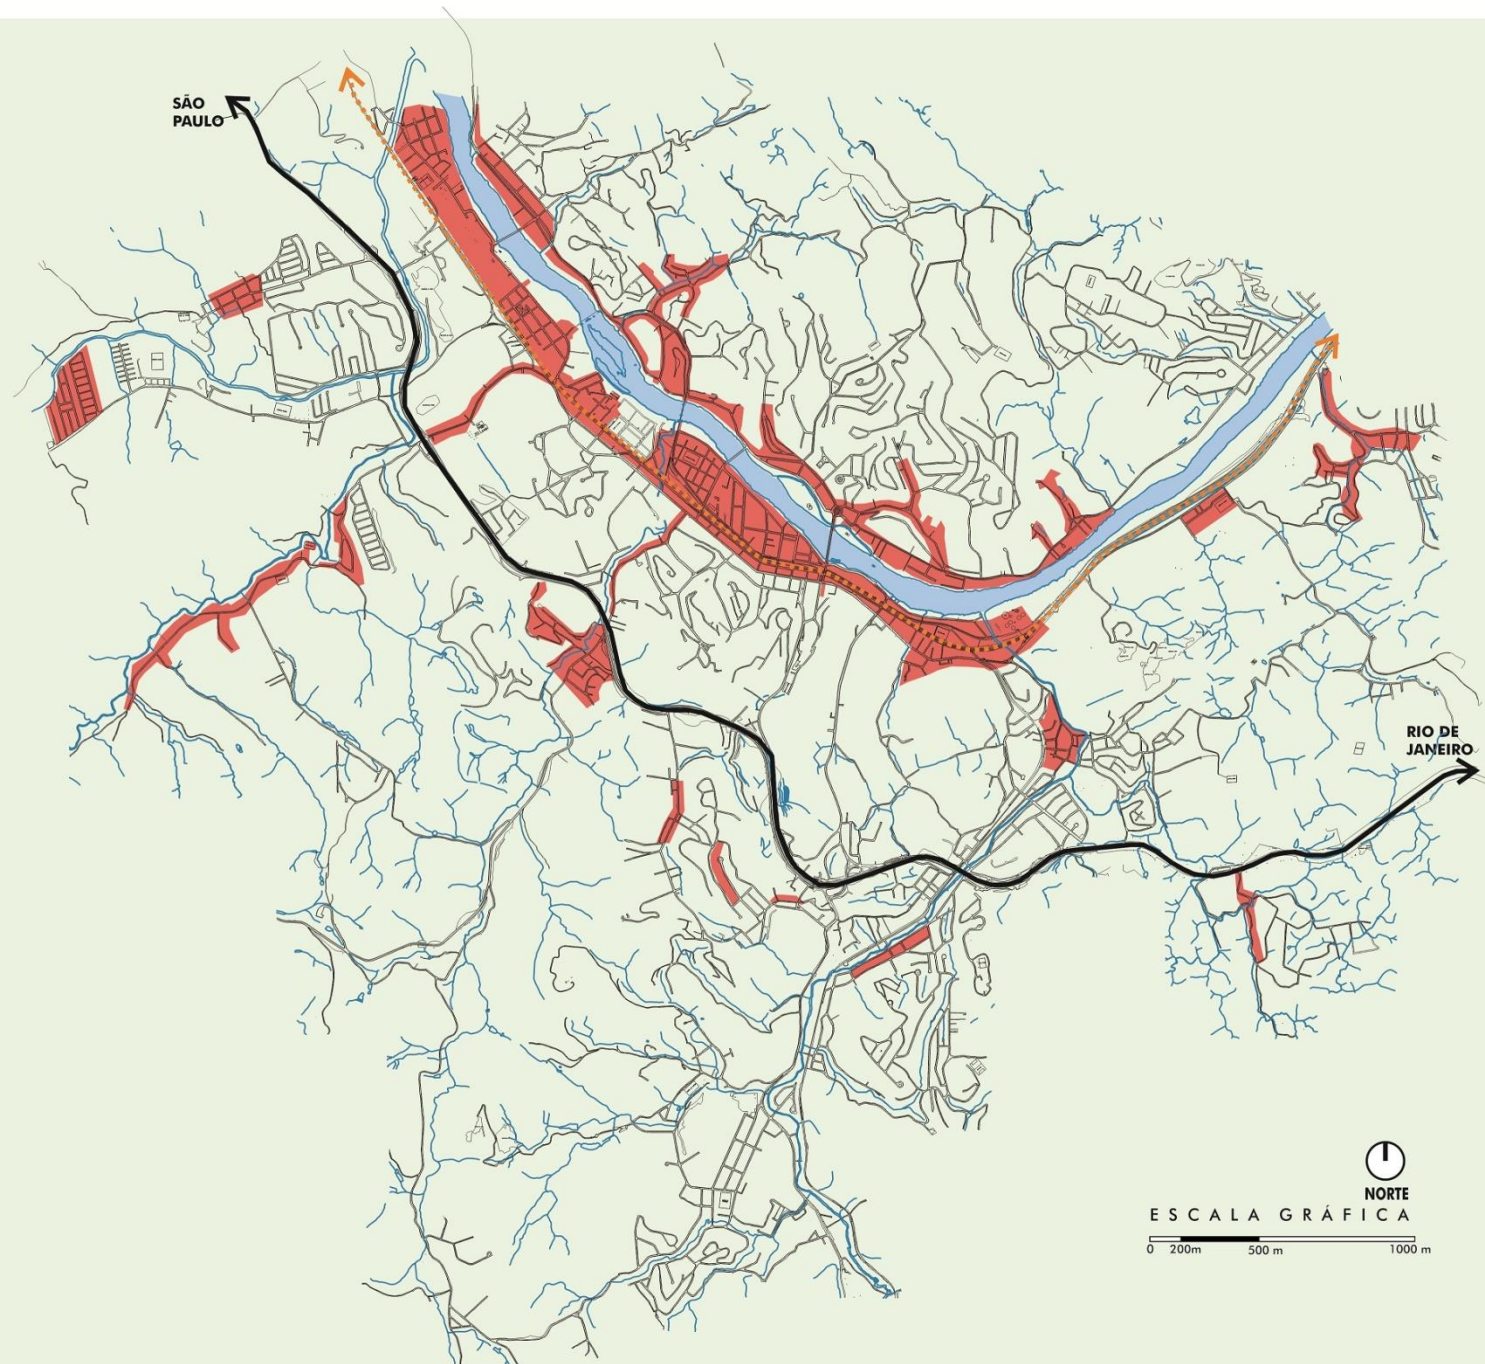 SÃO
PAULO
RIO DE
JANEIRO
NORTE
ESCALA GRÁFICA
0 200m 500 m 1000 m